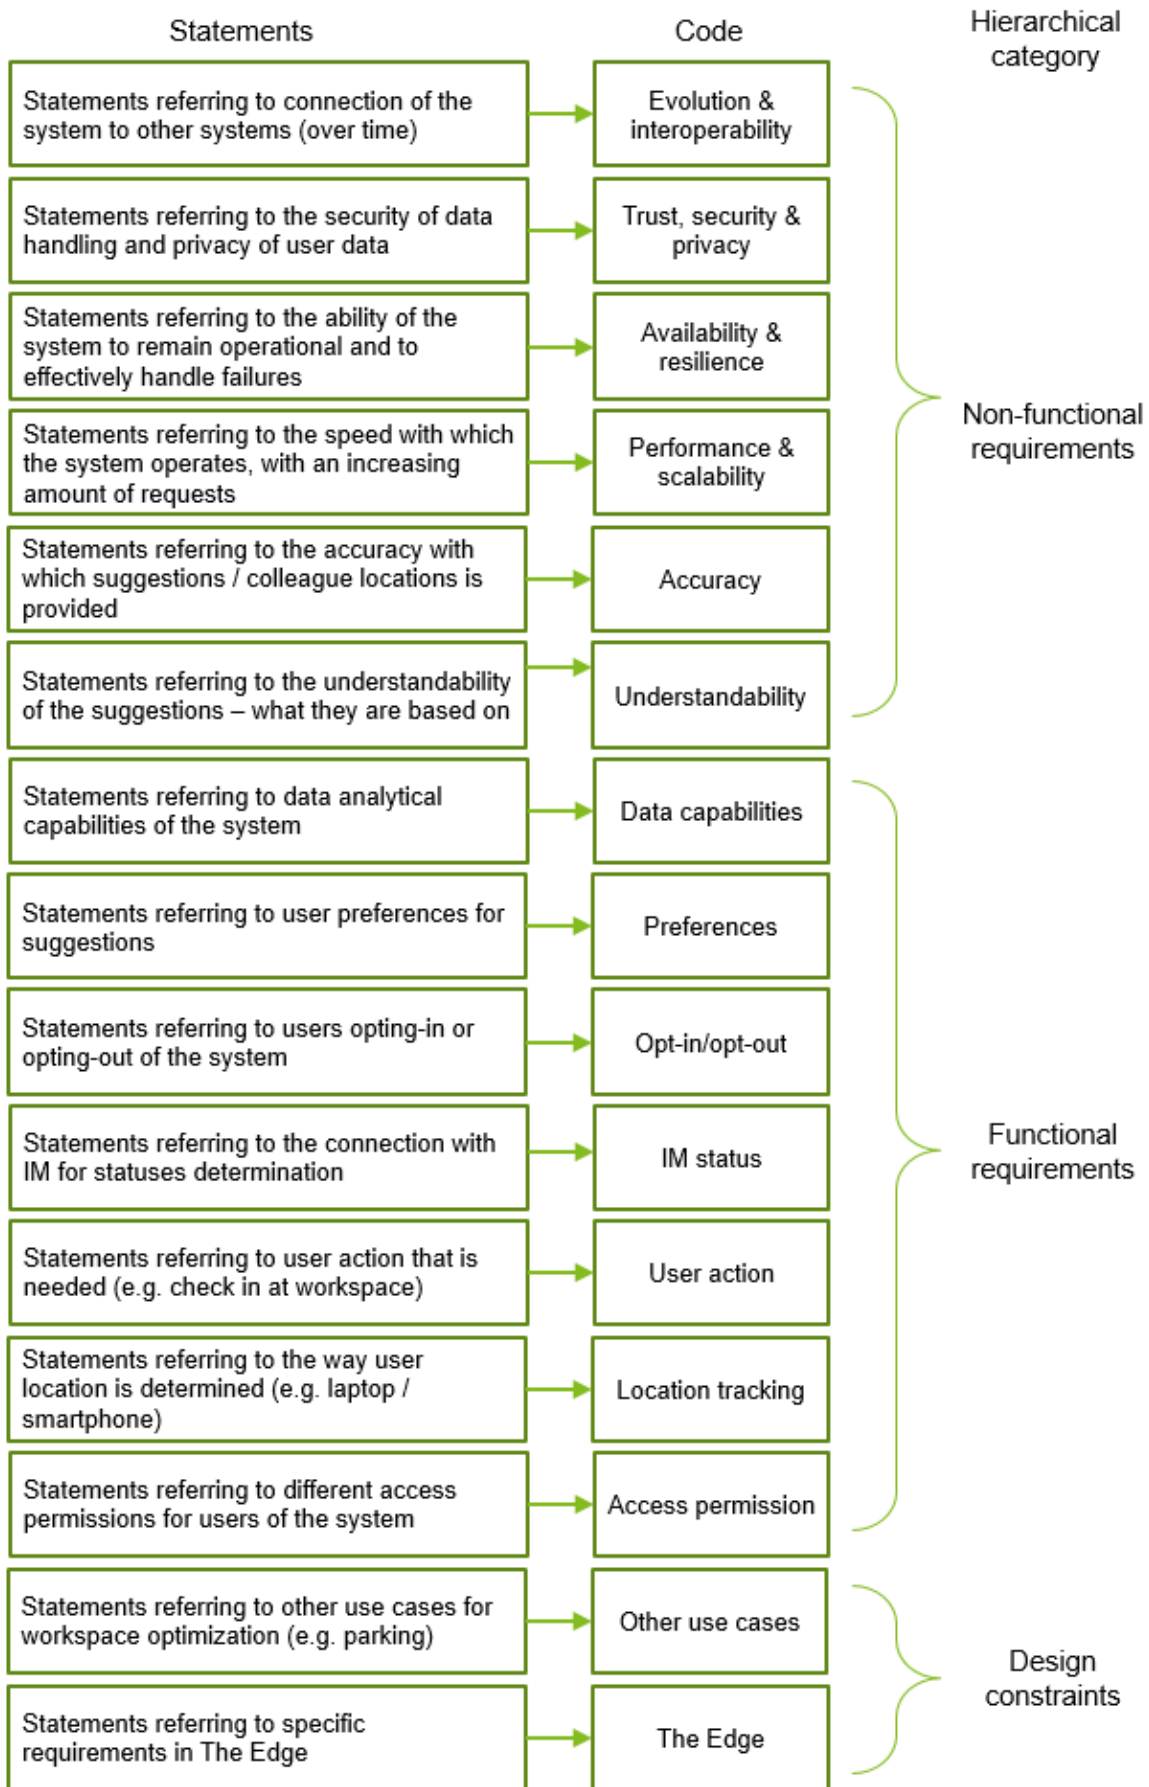 Statements
Code
Hierarchical
category
Statements referring to connection of the
system to other systems (over time)
Evolution &
interoperability
Statements referring to the security of data
handling and privacy of user data
Trust, security &
privacy
Statements referring to the ability of the
system to remain operational and to
effectively handle failures
Availability &
resilience
Statements referring to the speed with which
the system operates, with an increasing
amount of requests
Performance &
scalability
Statements referring to the accuracy with
which suggestions / colleague locations is
provided
Accuracy
Statements referring to the understandability
of the suggestions – what they are based on
Understandability
Non-functional
requirements
Statements referring to data analytical
capabilities of the system
Data capabilities
Statements referring to user preferences for
suggestions
Preferences
Statements referring to users opting-in or
opting-out of the system
Opt-in/opt-out
Statements referring to the connection with
IM for statuses determination
IM status
Statements referring to user action that is
needed (e.g. check in at workspace)
User action
Statements referring to the way user
location is determined (e.g. laptop /
smartphone)
Location tracking
Statements referring to different access
permissions for users of the system
Access permission
Functional
requirements
Statements referring to other use cases for
workspace optimization (e.g. parking)
Other use cases
Statements referring to specific
requirements in The Edge
The Edge
Design
constraints